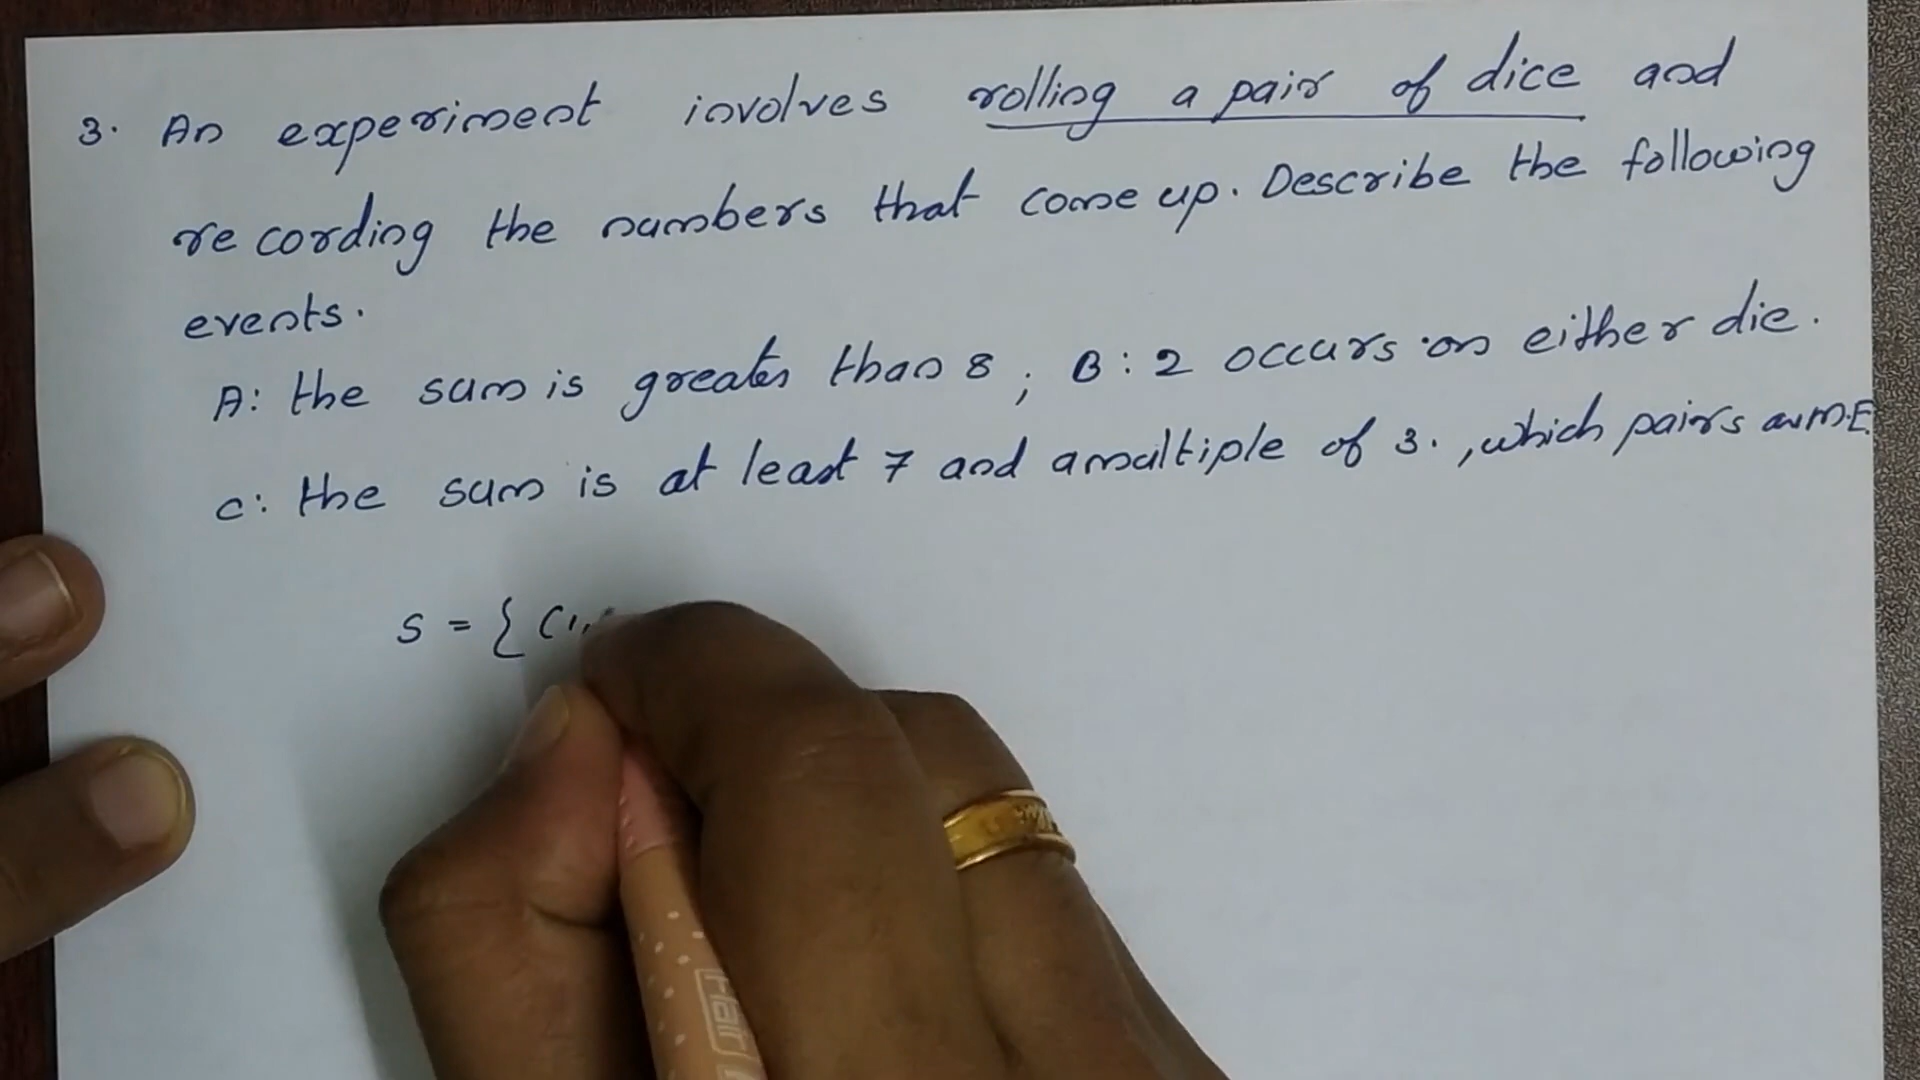 3. An experiment involves rolling a pair of dice and
recording the numbers that come up. Describe the following
events.
A: the sum is greater than 8 ; B : 2 occurs on either die.
C: the sum is at least 7 and a multiple of 3. , which pairs are M.E
S = { (1,